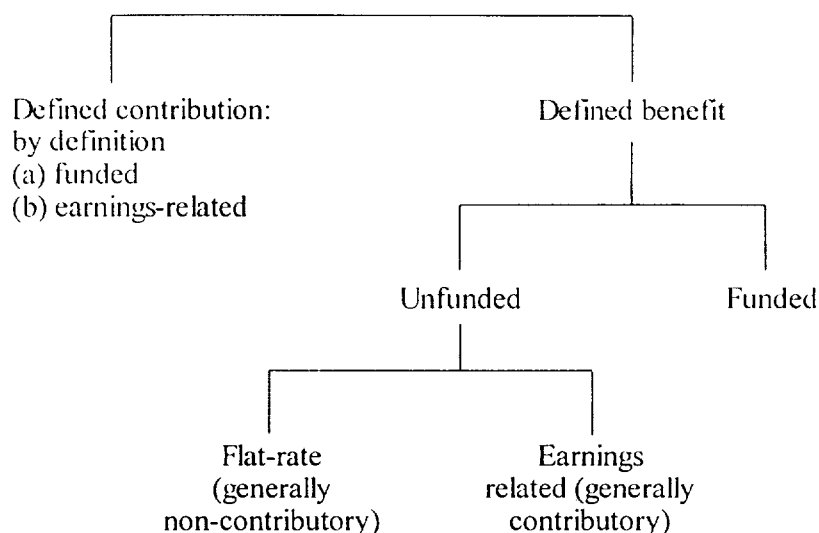 Defined contribution:
by definition
(a) funded
(b) earnings-related
Defined benefit
Unfunded
Funded
Flat-rate
(generally
non-contributory)
Earnings
related (generally
contributory)